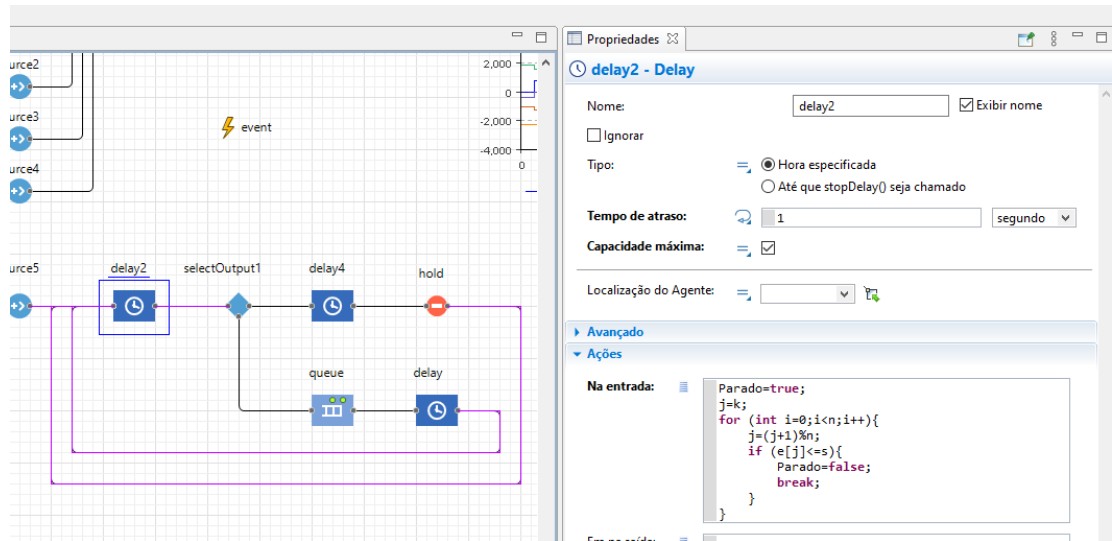 urce2
urce3
urce4
event
2,000
0
-2,000
-4,000
0
urce5
delay2
selectOutput1
delay4
hold
queue
delay
Propriedades
delay2 - Delay
Nome:
delay2
Exibir nome
Ignorar
Tipo:
Hora especificada
Até que stopDelay() seja chamado
Tempo de atraso:
1
segundo
Capacidade máxima:
Localização do Agente:
Avançado
Ações
Na entrada:
Parado=true;
j=k;
for (int i=0;i<n;i++){
j=(j+1)%n;
if (e[j]<=s){
Parado=false;
break;
}
}